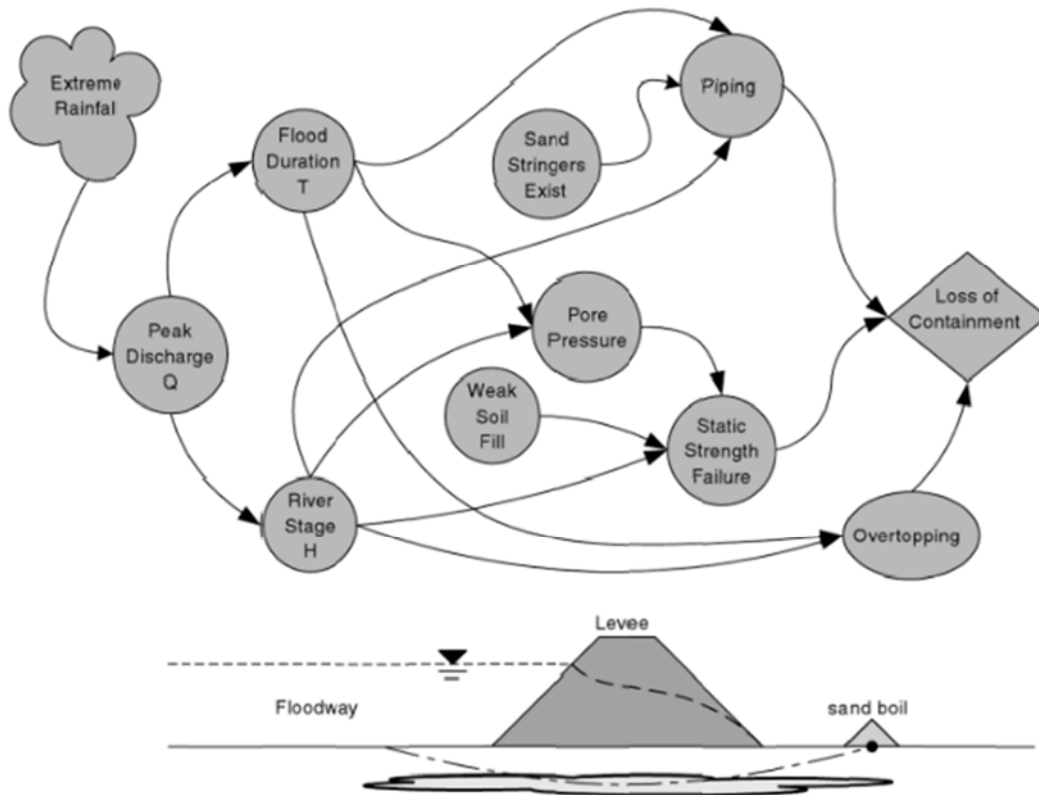 Extreme
Rainfal
Flood
Duration
T
Sand
Stringers
Exist
Piping
Peak
Discharge
Q
Pore
Pressure
Loss of
Containment
Weak
Soil
Fill
Static
Strength
Failure
River
Stage
H
Overtopping
Levee
Floodway
sand boil